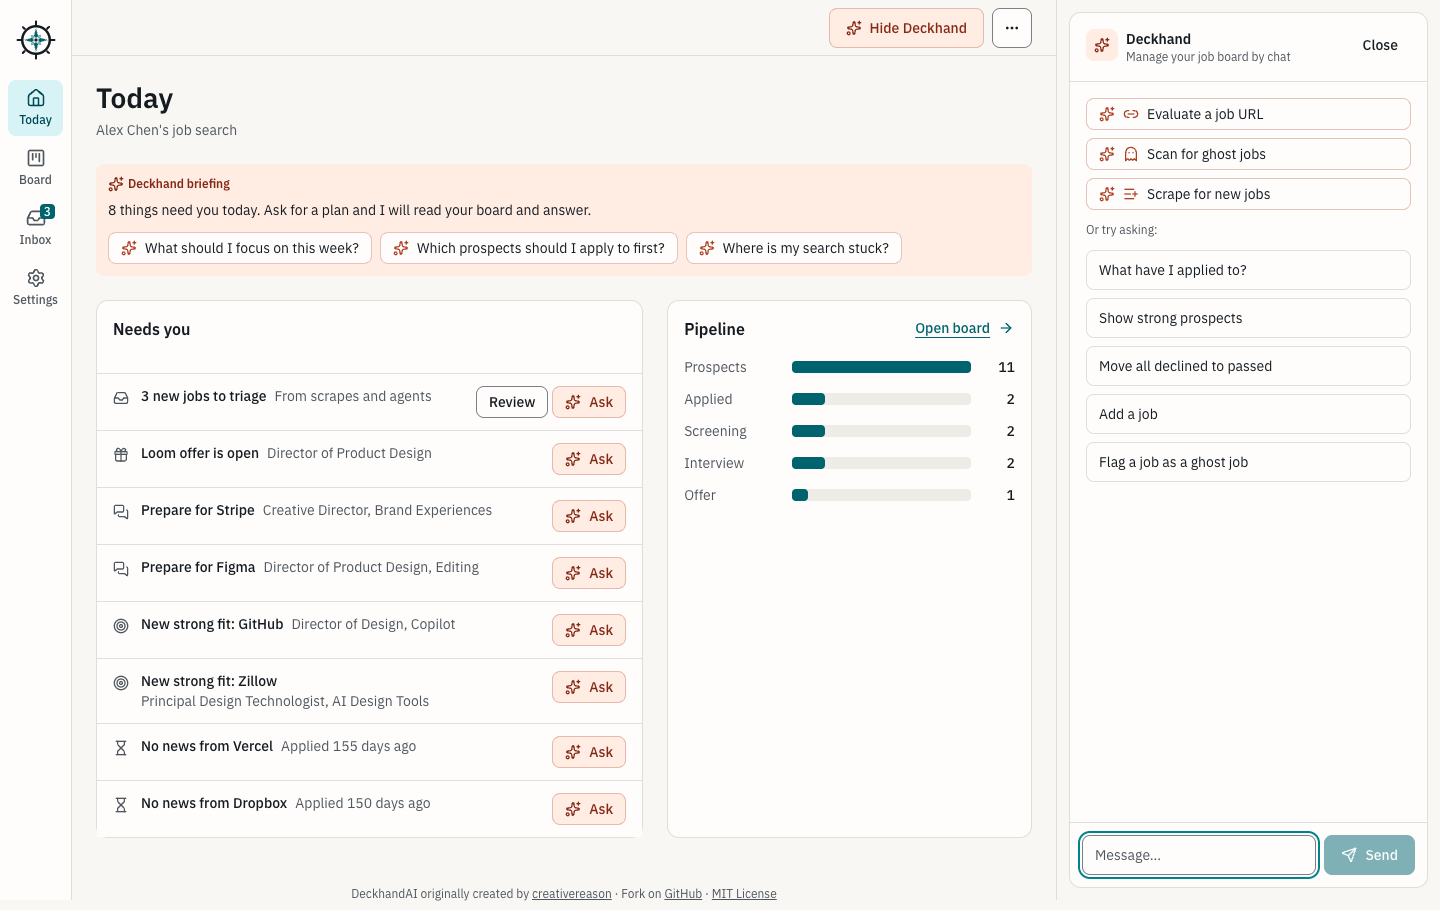 Today
Board
3
Inbox
Settings
Hide Deckhand
Today
Alex Chen's job search
Deckhand briefing
8 things need you today. Ask for a plan and I will read your board and answer.
What should I focus on this week?
Which prospects should I apply to first?
Where is my search stuck?
Needs you
3 new jobs to triage From scrapes and agents
Review
Ask
Loom offer is open Director of Product Design
Ask
Prepare for Stripe Creative Director, Brand Experiences
Ask
Prepare for Figma Director of Product Design, Editing
Ask
New strong fit: GitHub Director of Design, Copilot
Ask
New strong fit: Zillow
Principal Design Technologist, AI Design Tools
Ask
No news from Vercel Applied 155 days ago
Ask
No news from Dropbox Applied 150 days ago
Ask
Pipeline
Open board
Prospects 11
Applied 2
Screening 2
Interview 2
Offer 1
DeckhandAI originally created by creativereason · Fork on GitHub · MIT License
Deckhand
Manage your job board by chat
Close
Evaluate a job URL
Scan for ghost jobs
Scrape for new jobs
Or try asking:
What have I applied to?
Show strong prospects
Move all declined to passed
Add a job
Flag a job as a ghost job
Message...
Send